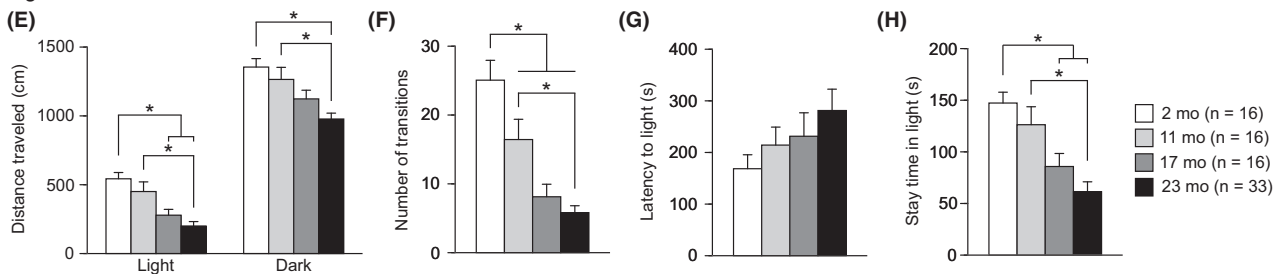 (E)
Distance traveled (cm)
1500
1000
500
0
*
*
*
*
Light
Dark
(F)
Number of transitions
30
20
10
0
*
*
(G)
Latency to light (s)
400
300
200
100
0
(H)
Stay time in light (s)
200
150
100
50
0
*
*
2 mo (n = 16)
11 mo (n = 16)
17 mo (n = 16)
23 mo (n = 33)